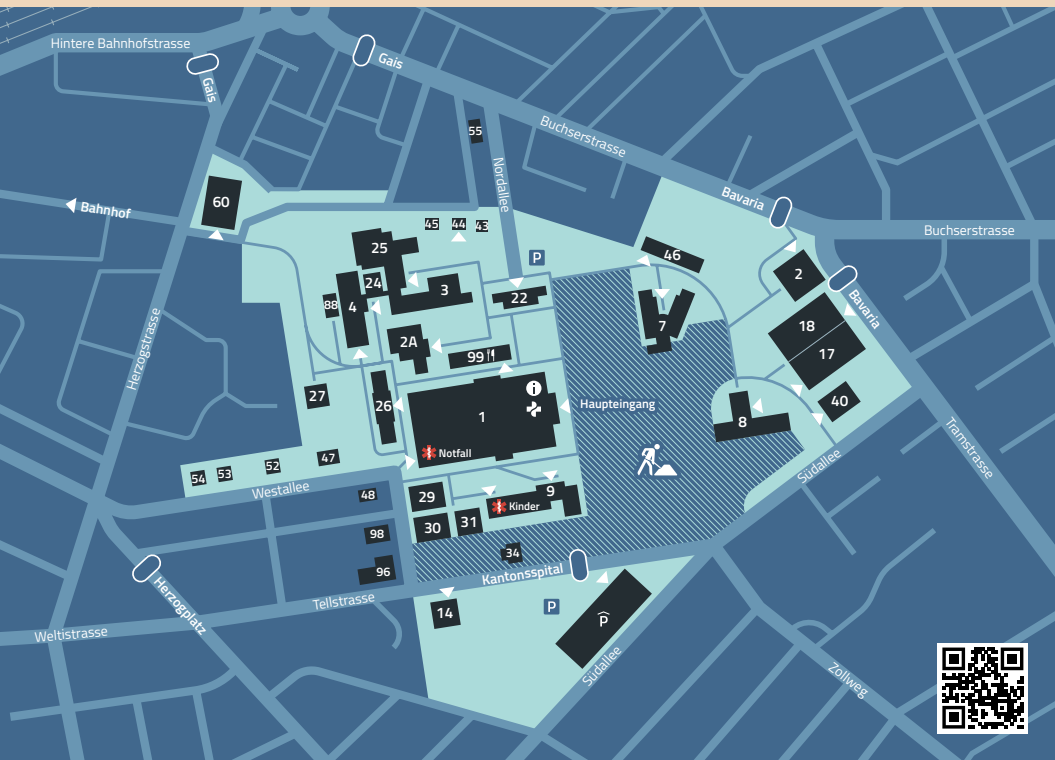 Hintere Bahnhofstrasse
Gais
Gais
Buchserstrasse
55
Nordallee
Bavaria
60
Bahnhof
45
44
43
Buchserstrasse
25
P
46
2
24
3
88
4
22
Bavaria
7
18
2A
99
17
Herzogstrasse
27
26
1
Haupteingang
40
8
Notfall
Tramstrasse
47
52
53
54
Südallee
Westallee
48
29
9
Kinder
30
31
98
34
96
Kantonsspital
Herzogplatz
Tellstrasse
14
P
P
Weltistrasse
Südallee
Zollweg